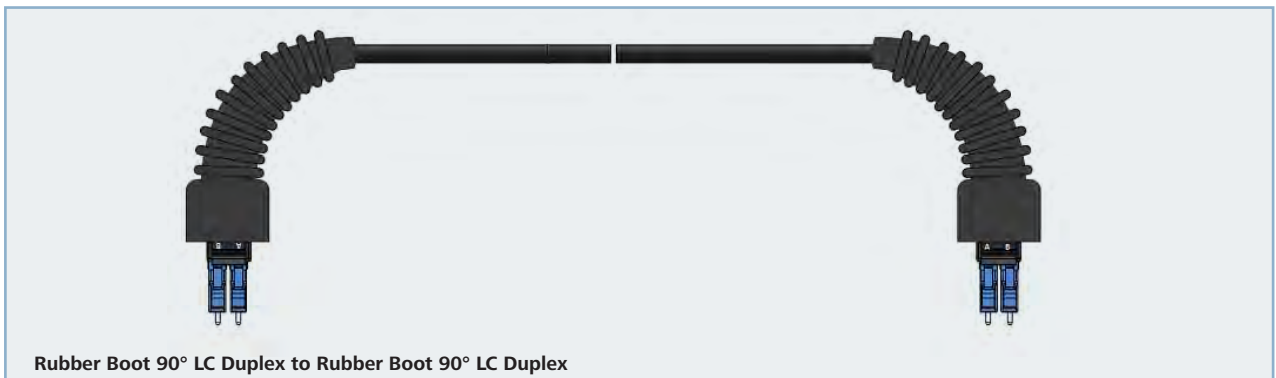 B A
A B
Rubber Boot 90° LC Duplex to Rubber Boot 90° LC Duplex